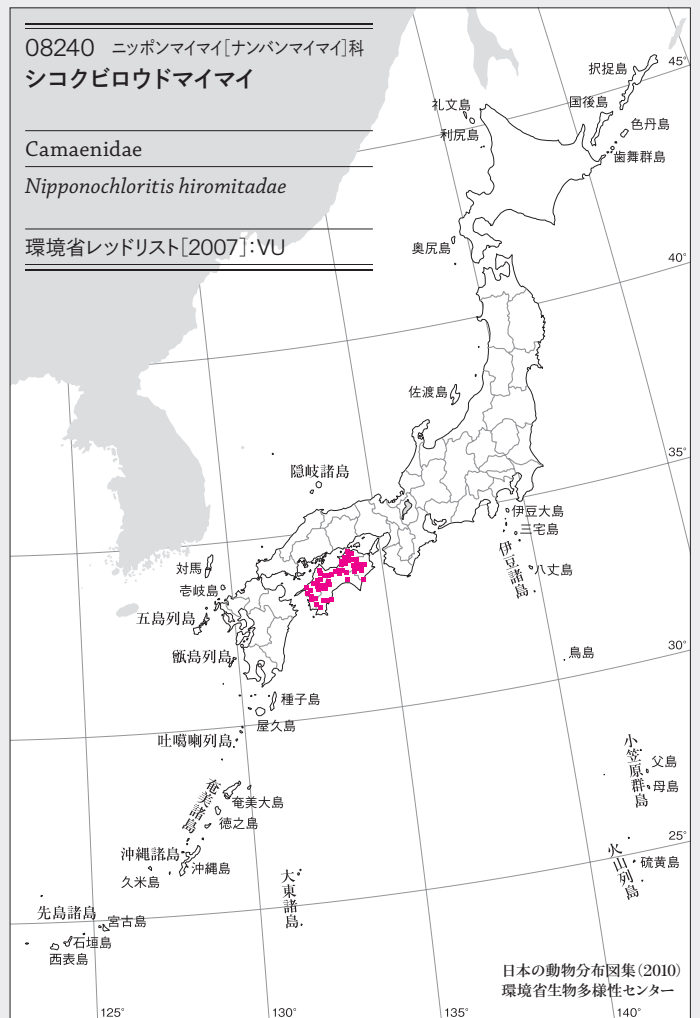 08240 ニッポンマイマイ[ナンバンマイマイ]科
シコクビロウドマイマイ
Camaenidae
Nipponochloritis hiromitadae
環境省レッドリスト[2007]:VU
択捉島
45°
礼文島
国後島
利尻島
色丹島
歯舞群島
奥尻島
40°
佐渡島
35°
隠岐諸島
伊豆大島
三宅島
伊豆諸島
八丈島
対馬
壱岐島
五島列島
甑島列島
鳥島
30°
種子島
屋久島
吐噶喇列島
小笠原群島
父島
母島
奄美諸島
奄美大島
徳之島
25°
沖縄諸島
沖縄島
久米島
大東諸島
火山列島
硫黄島
先島諸島
宮古島
石垣島
西表島
日本の動物分布図集(2010)
環境省生物多様性センター
125°
130°
135°
140°